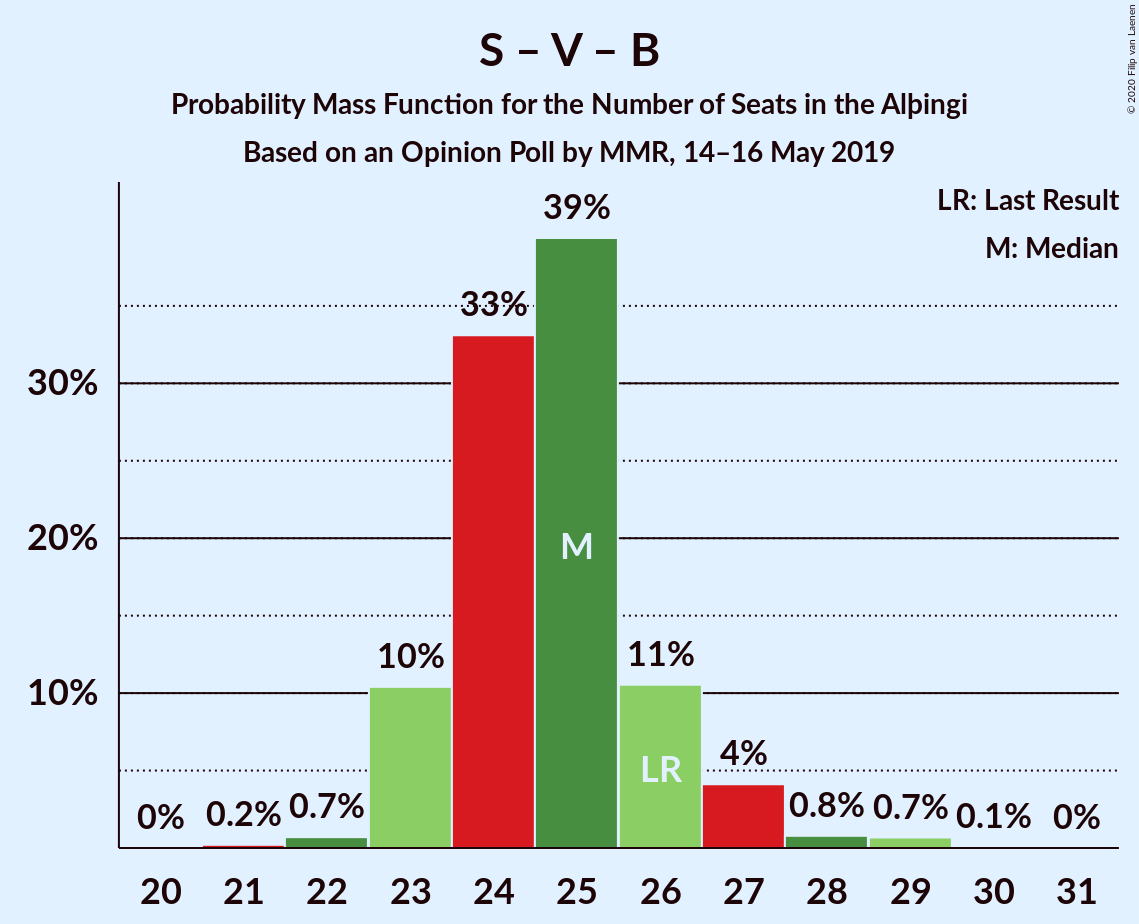 S – V – B
Probability Mass Function for the Number of Seats in the Alþingi
Based on an Opinion Poll by MMR, 14–16 May 2019
© 2020 Filip van Laenen
LR: Last Result
M: Median
39%
33%
30%
20%
M
10%
11%
10%
LR
4%
0%
0.2%
0.7%
0.8%
0.7%
0.1%
0%
20 21 22 23 24 25 26 27 28 29 30 31